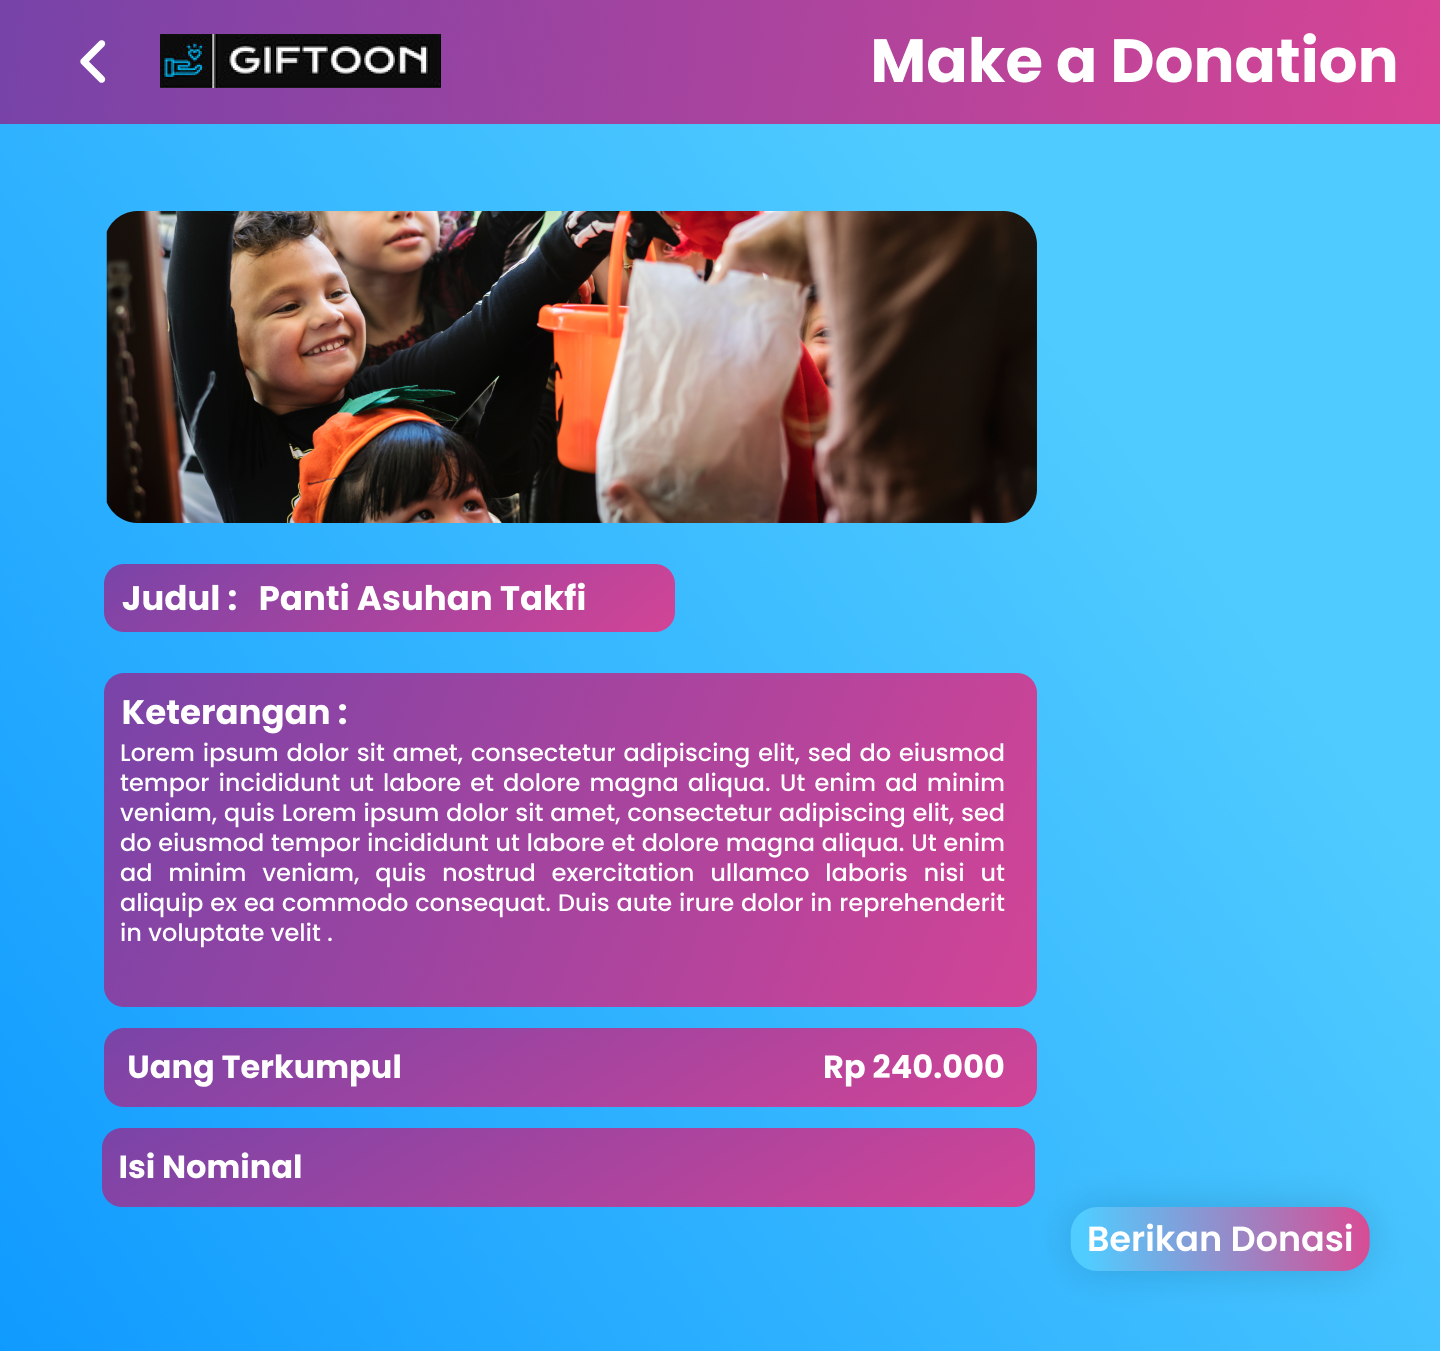 GIFTOON
Make a Donation
Judul : Panti Asuhan Takfi
Keterangan :
Lorem ipsum dolor sit amet, consectetur adipiscing elit, sed do eiusmod
tempor incididunt ut labore et dolore magna aliqua. Ut enim ad minim
veniam, quis Lorem ipsum dolor sit amet, consectetur adipiscing elit, sed
do eiusmod tempor incididunt ut labore et dolore magna aliqua. Ut enim
ad minim veniam, quis nostrud exercitation ullamco laboris nisi ut
aliquip ex ea commodo consequat. Duis aute irure dolor in reprehenderit
in voluptate velit .
Uang Terkumpul Rp 240.000
Isi Nominal
Berikan Donasi